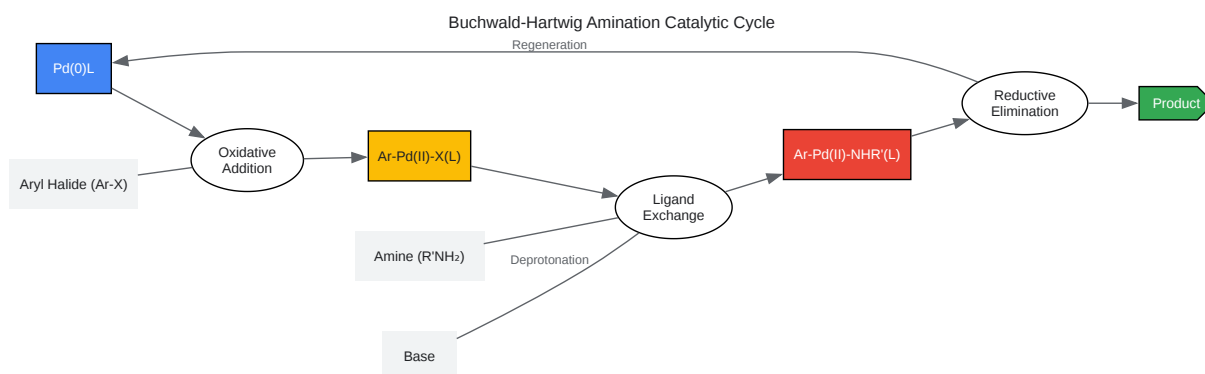 Buchwald-Hartwig Amination Catalytic Cycle
Regeneration
Pd(0)L
Reductive
Elimination
Product
Oxidative
Addition
Ar-Pd(II)-X(L)
Ar-Pd(II)-NHR'(L)
Aryl Halide (Ar-X)
Ligand
Exchange
Amine (R'NH₂)
Deprotonation
Base